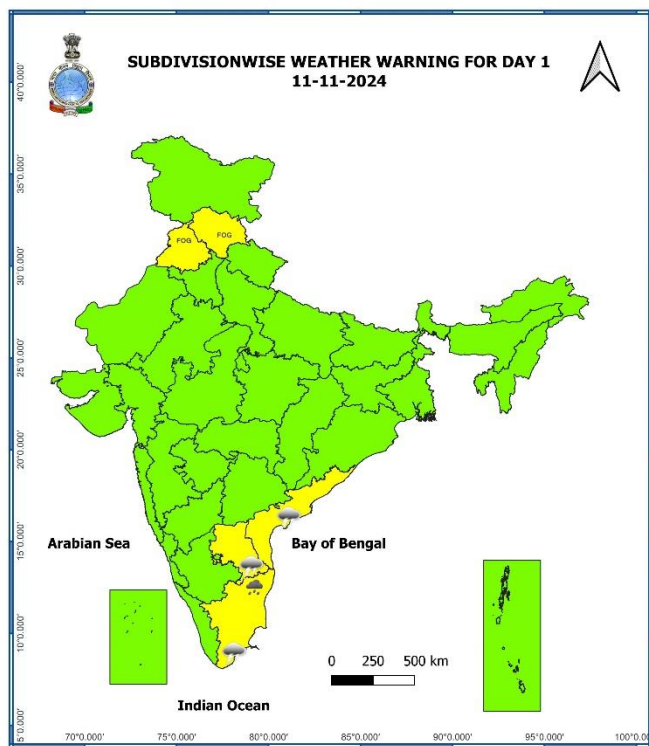 SUBDIVISIONWISE WEATHER WARNING FOR DAY 1
11-11-2024
40°0.000'
35°0.000'
30°0.000'
25°0.000'
20°0.000'
15°0.000'
10°0.000'
5°0.000'
FOG
FOG
Arabian Sea
Bay of Bengal
0 250 500 km
Indian Ocean
70°0.000' 75°0.000' 80°0.000' 85°0.000' 90°0.000' 95°0.000' 100°0.000'